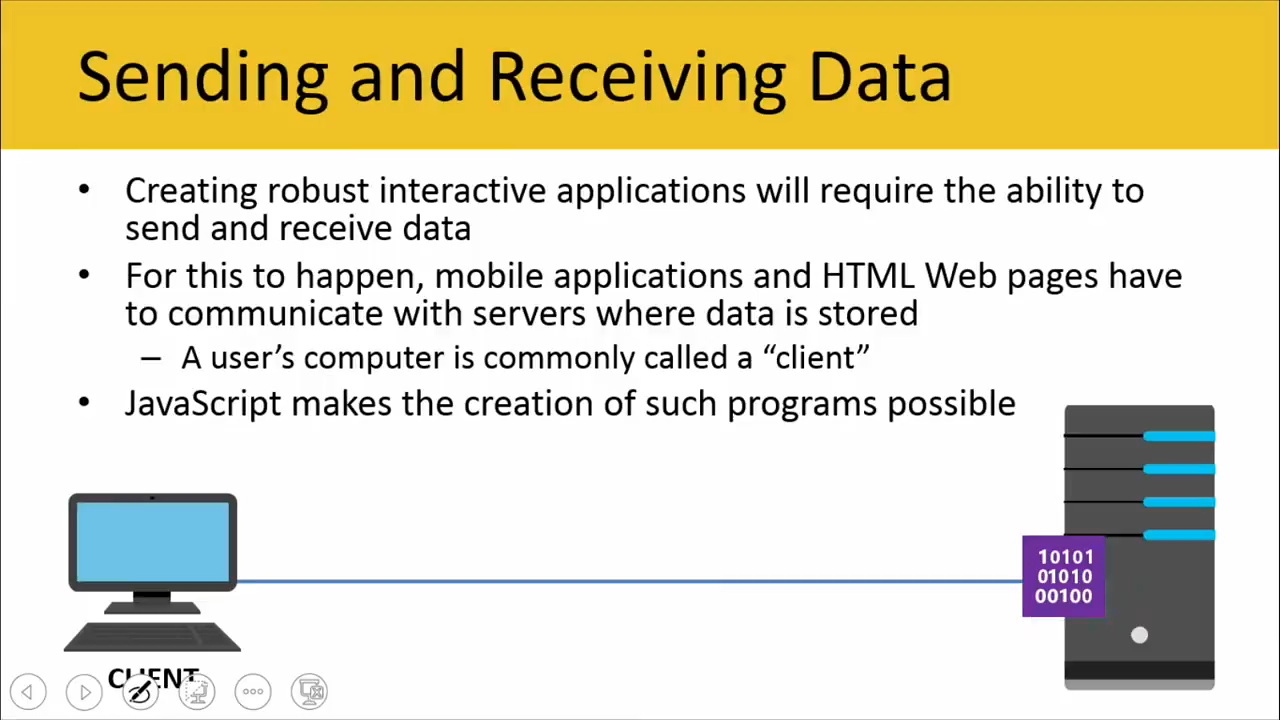 Sending and Receiving Data
• Creating robust interactive applications will require the ability to
send and receive data
• For this to happen, mobile applications and HTML Web pages have
to communicate with servers where data is stored
– A user’s computer is commonly called a “client”
• JavaScript makes the creation of such programs possible
10101
01010
00100
CLIENT